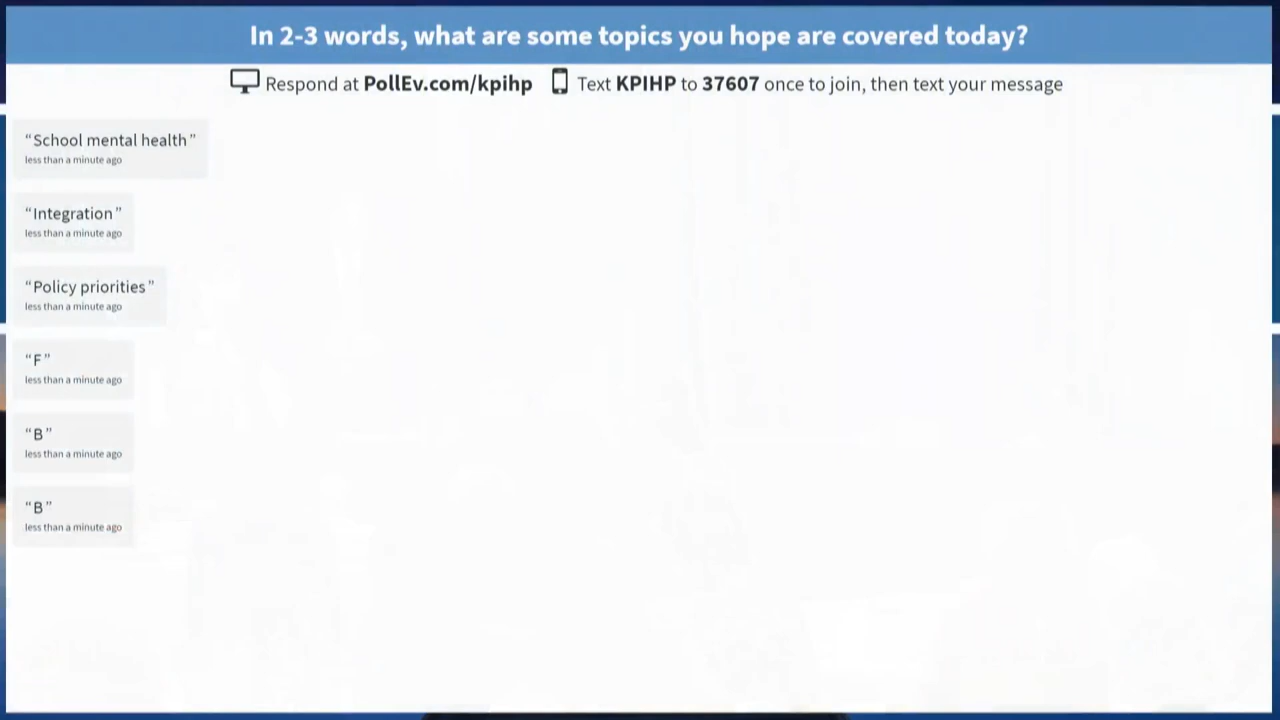 In 2-3 words, what are some topics you hope are covered today?
Respond at PollEv.com/kpihp Text KPIHP to 37607 once to join, then text your message
“School mental health”
less than a minute ago
“Integration”
less than a minute ago
“Policy priorities”
less than a minute ago
“F”
less than a minute ago
“B”
less than a minute ago
“B”
less than a minute ago